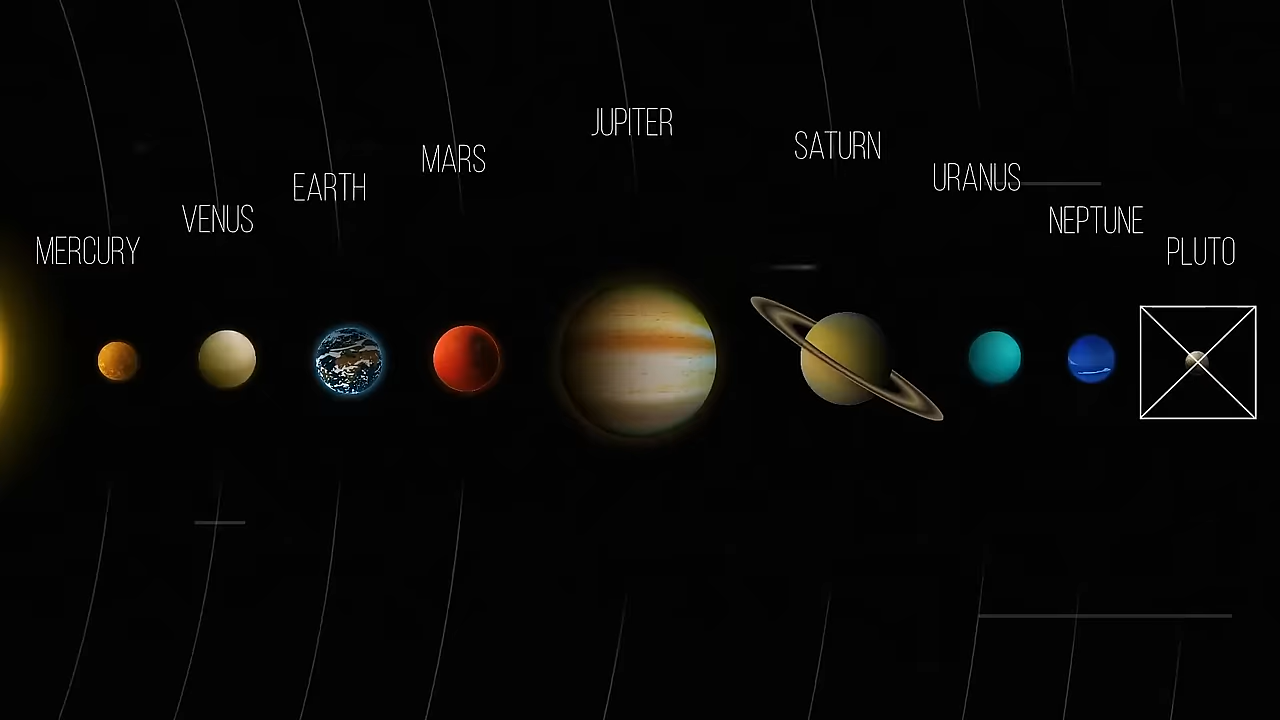 MERCURY
VENUS
EARTH
MARS
JUPITER
SATURN
URANUS
NEPTUNE
PLUTO